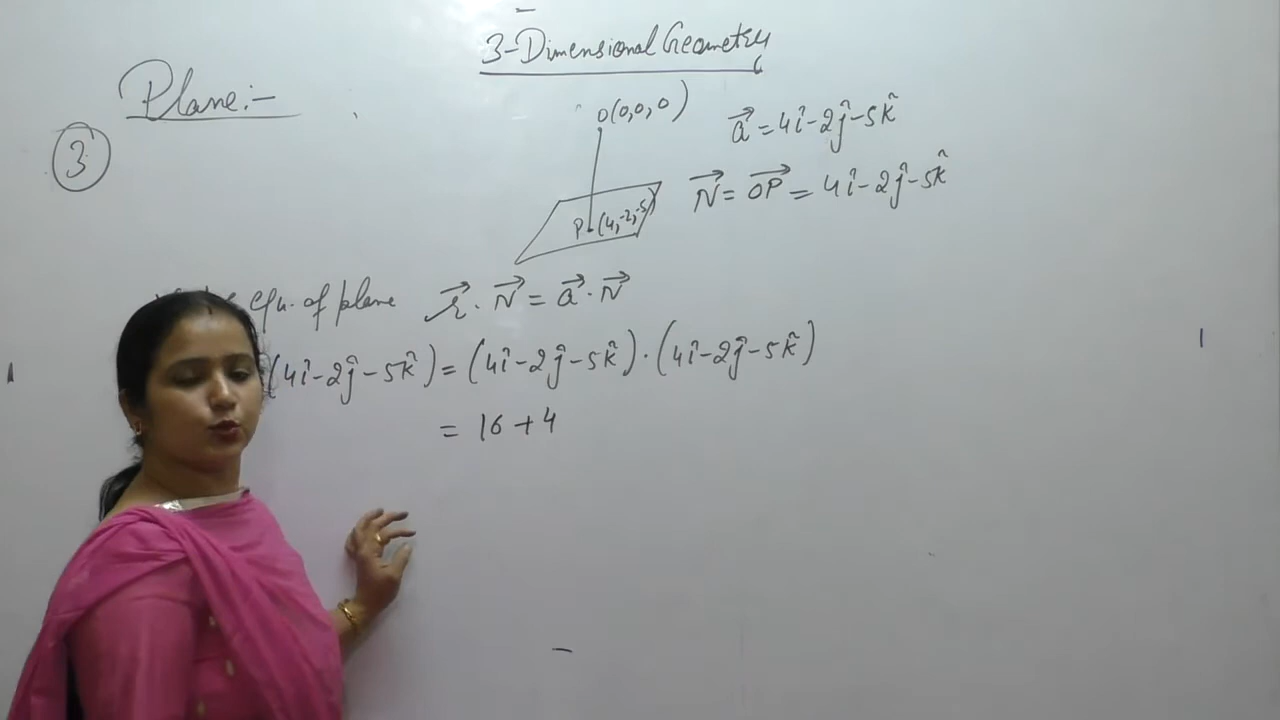 3-Dimensional Geometry
Plane:-
3
O(0,0,0)
P(4,-2,-5)
a⃗ = 4î-2ĵ-5k̂
N⃗ = OP⃗ = 4î-2ĵ-5k̂
equ. of plane r⃗ . N⃗ = a⃗ . N⃗
(4î-2ĵ-5k̂) = (4î-2ĵ-5k̂) . (4î-2ĵ-5k̂)
= 16 + 4